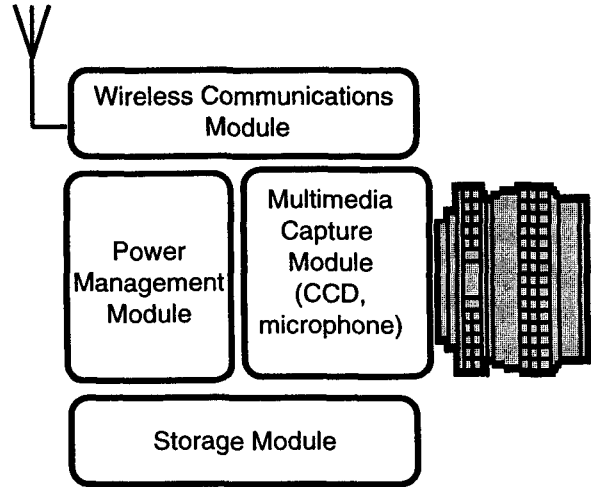 Wireless Communications
Module
Power
Management
Module
Multimedia
Capture
Module
(CCD,
microphone)
Storage Module